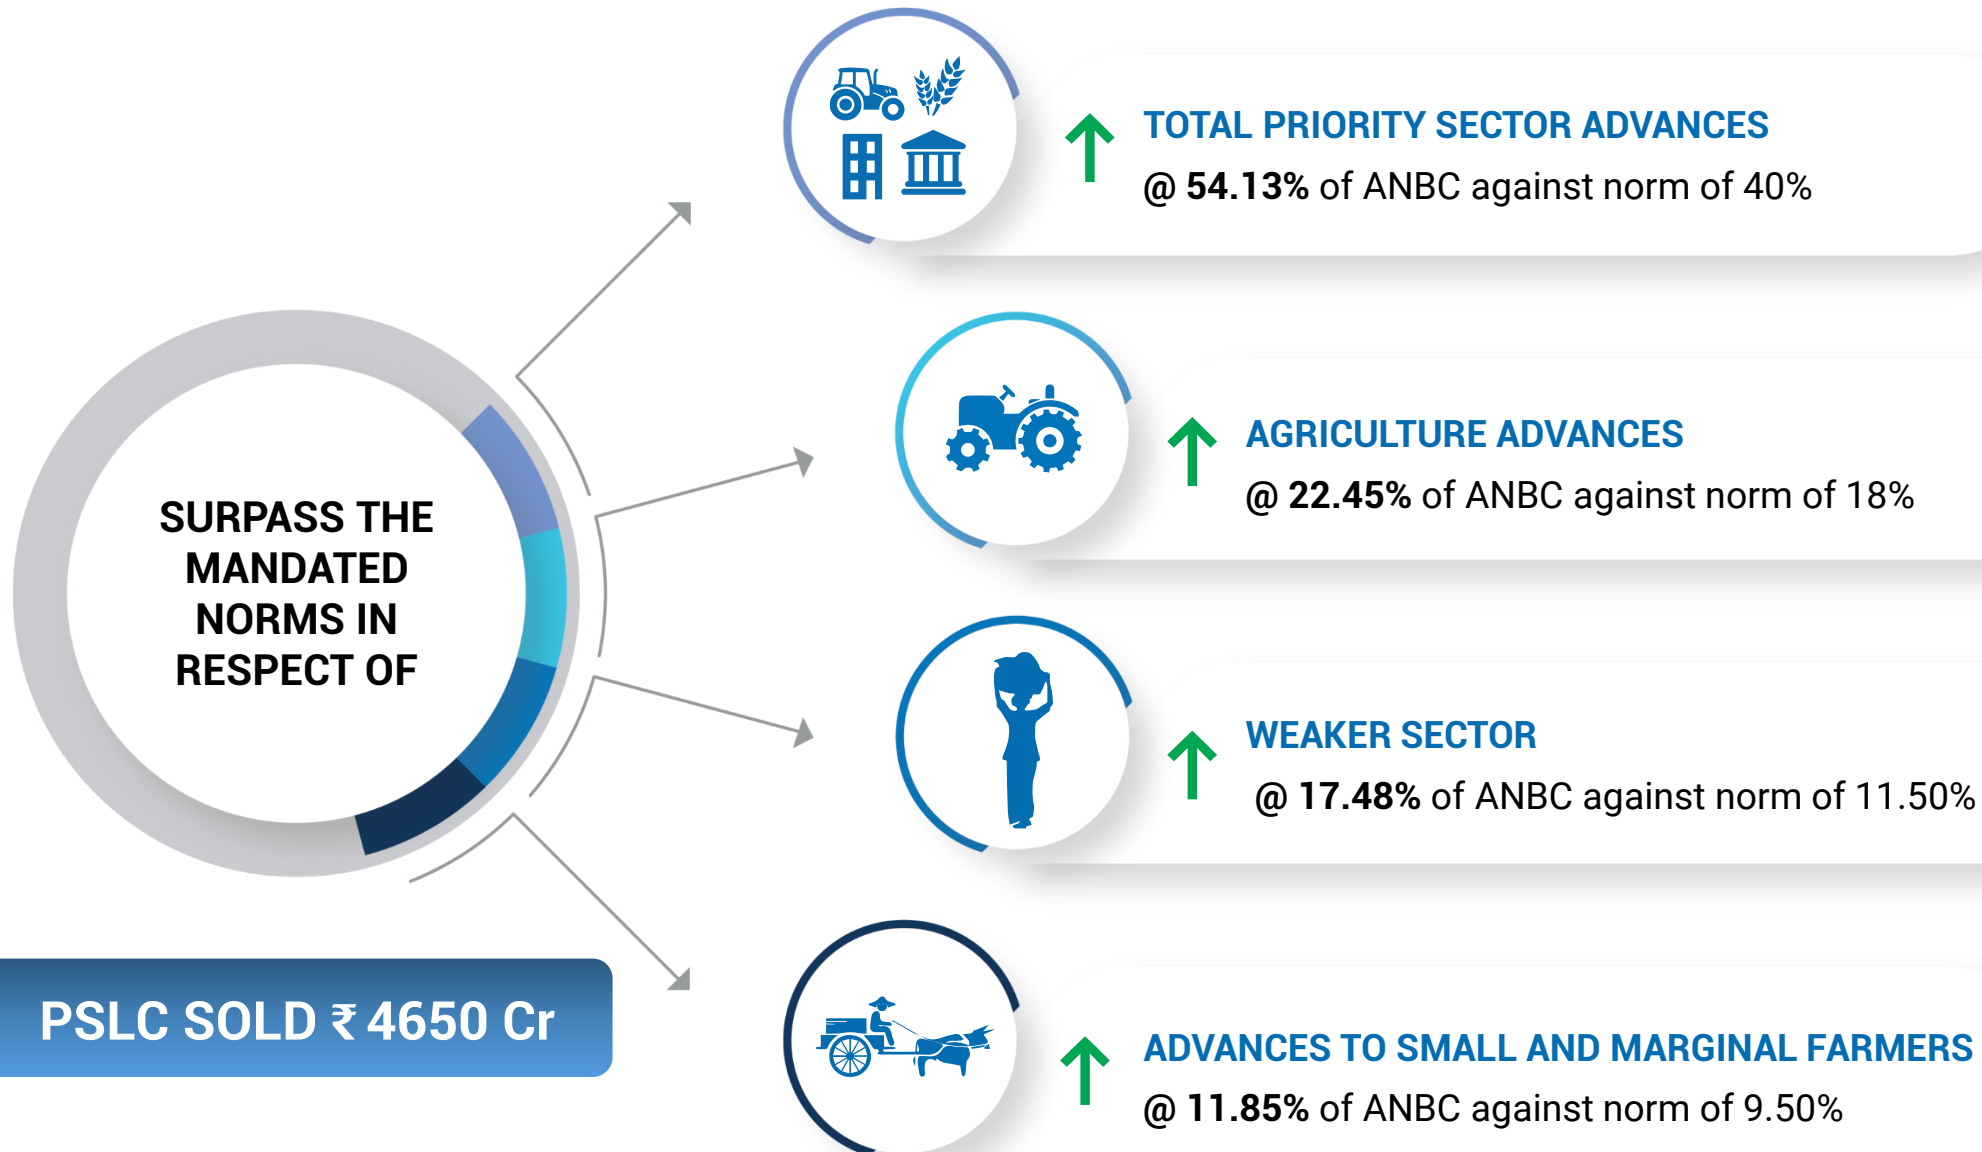 SURPASS THE
MANDATED
NORMS IN
RESPECT OF
TOTAL PRIORITY SECTOR ADVANCES
@ 54.13% of ANBC against norm of 40%
AGRICULTURE ADVANCES
@ 22.45% of ANBC against norm of 18%
WEAKER SECTOR
@ 17.48% of ANBC against norm of 11.50%
ADVANCES TO SMALL AND MARGINAL FARMERS
@ 11.85% of ANBC against norm of 9.50%
PSLC SOLD ₹ 4650 Cr